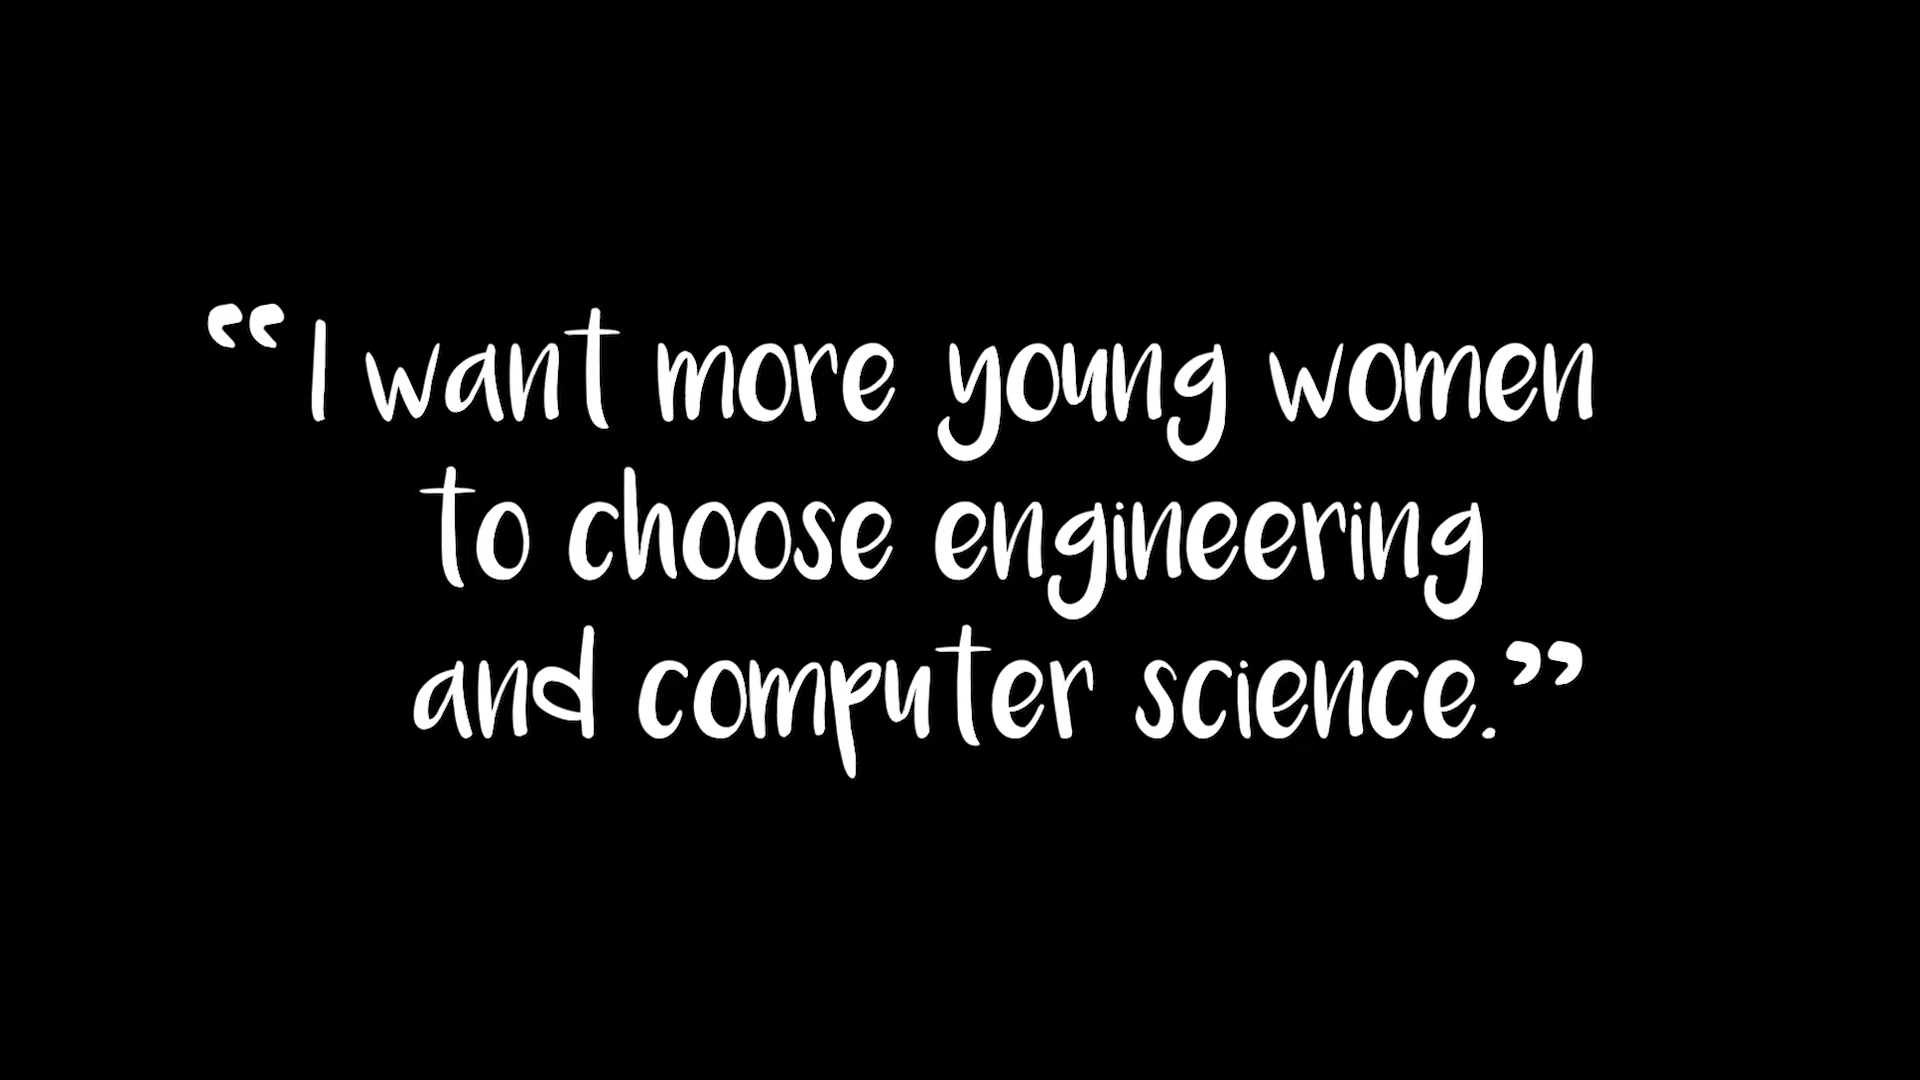 “I want more young women
to choose engineering
and computer science.”